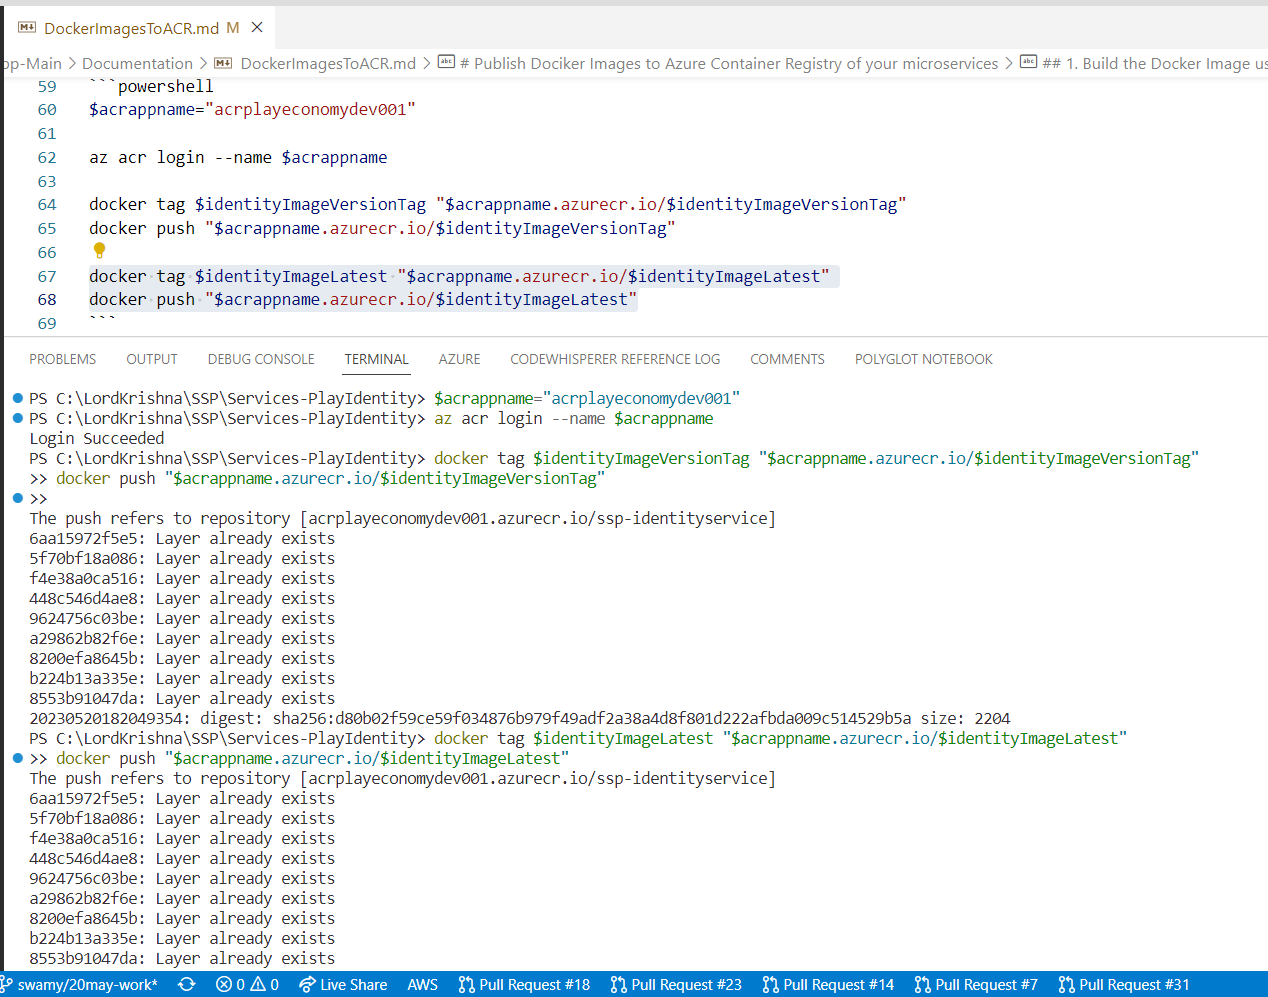 DockerImagesToACR.md M
op-Main > Documentation > DockerImagesToACR.md > # Publish Dociker Images to Azure Container Registry of your microservices > ## 1. Build the Docker Image us
59 ```powershell
60 $acrappname="acrplayeconomydev001"
61
62 az acr login --name $acrappname
63
64 docker tag $identityImageVersionTag "$acrappname.azurecr.io/$identityImageVersionTag"
65 docker push "$acrappname.azurecr.io/$identityImageVersionTag"
66
67 docker tag $identityImageLatest "$acrappname.azurecr.io/$identityImageLatest"
68 docker push "$acrappname.azurecr.io/$identityImageLatest"
69 ```
PROBLEMS OUTPUT DEBUG CONSOLE TERMINAL AZURE CODEWHISPERER REFERENCE LOG COMMENTS POLYGLOT NOTEBOOK
PS C:\LordKrishna\SSP\Services-PlayIdentity> $acrappname="acrplayeconomydev001"
PS C:\LordKrishna\SSP\Services-PlayIdentity> az acr login --name $acrappname
Login Succeeded
PS C:\LordKrishna\SSP\Services-PlayIdentity> docker tag $identityImageVersionTag "$acrappname.azurecr.io/$identityImageVersionTag"
>> docker push "$acrappname.azurecr.io/$identityImageVersionTag"
>>
The push refers to repository [acrplayeconomydev001.azurecr.io/ssp-identityservice]
6aa15972f5e5: Layer already exists
5f70bf18a086: Layer already exists
f4e38a0ca516: Layer already exists
448c546d4ae8: Layer already exists
9624756c03be: Layer already exists
a29862b82f6e: Layer already exists
8200efa8645b: Layer already exists
b224b13a335e: Layer already exists
8553b91047da: Layer already exists
20230520182049354: digest: sha256:d80b02f59ce59f034876b979f49adf2a38a4d8f801d222afbda009c514529b5a size: 2204
PS C:\LordKrishna\SSP\Services-PlayIdentity> docker tag $identityImageLatest "$acrappname.azurecr.io/$identityImageLatest"
>> docker push "$acrappname.azurecr.io/$identityImageLatest"
The push refers to repository [acrplayeconomydev001.azurecr.io/ssp-identityservice]
6aa15972f5e5: Layer already exists
5f70bf18a086: Layer already exists
f4e38a0ca516: Layer already exists
448c546d4ae8: Layer already exists
9624756c03be: Layer already exists
a29862b82f6e: Layer already exists
8200efa8645b: Layer already exists
b224b13a335e: Layer already exists
8553b91047da: Layer already exists
swamy/20may-work* 0 0 Live Share AWS Pull Request #18 Pull Request #23 Pull Request #14 Pull Request #7 Pull Request #31